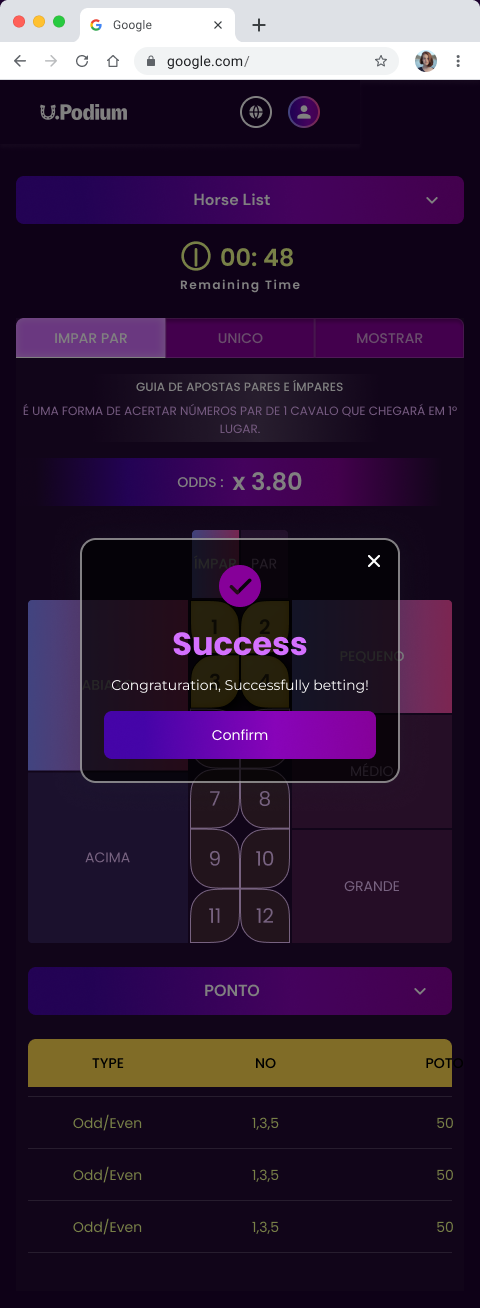 Google
google.com/
U.Podium
Horse List
00: 48
Remaining Time
IMPAR PAR
UNICO
MOSTRAR
GUIA DE APOSTAS PARES E ÍMPARES
É UMA FORMA DE ACERTAR NÚMEROS PAR DE 1 CAVALO QUE CHEGARÁ EM 1º
LUGAR.
ODDS : x 3.80
ÍMPAR
PAR
1
2
PEQUENO
3
4
Success
Congraturation, Successfully betting!
Confirm
MÉDIO
7
8
ACIMA
9
10
GRANDE
11
12
PONTO
TYPE
NO
POTO
Odd/Even
1,3,5
50
Odd/Even
1,3,5
50
Odd/Even
1,3,5
50